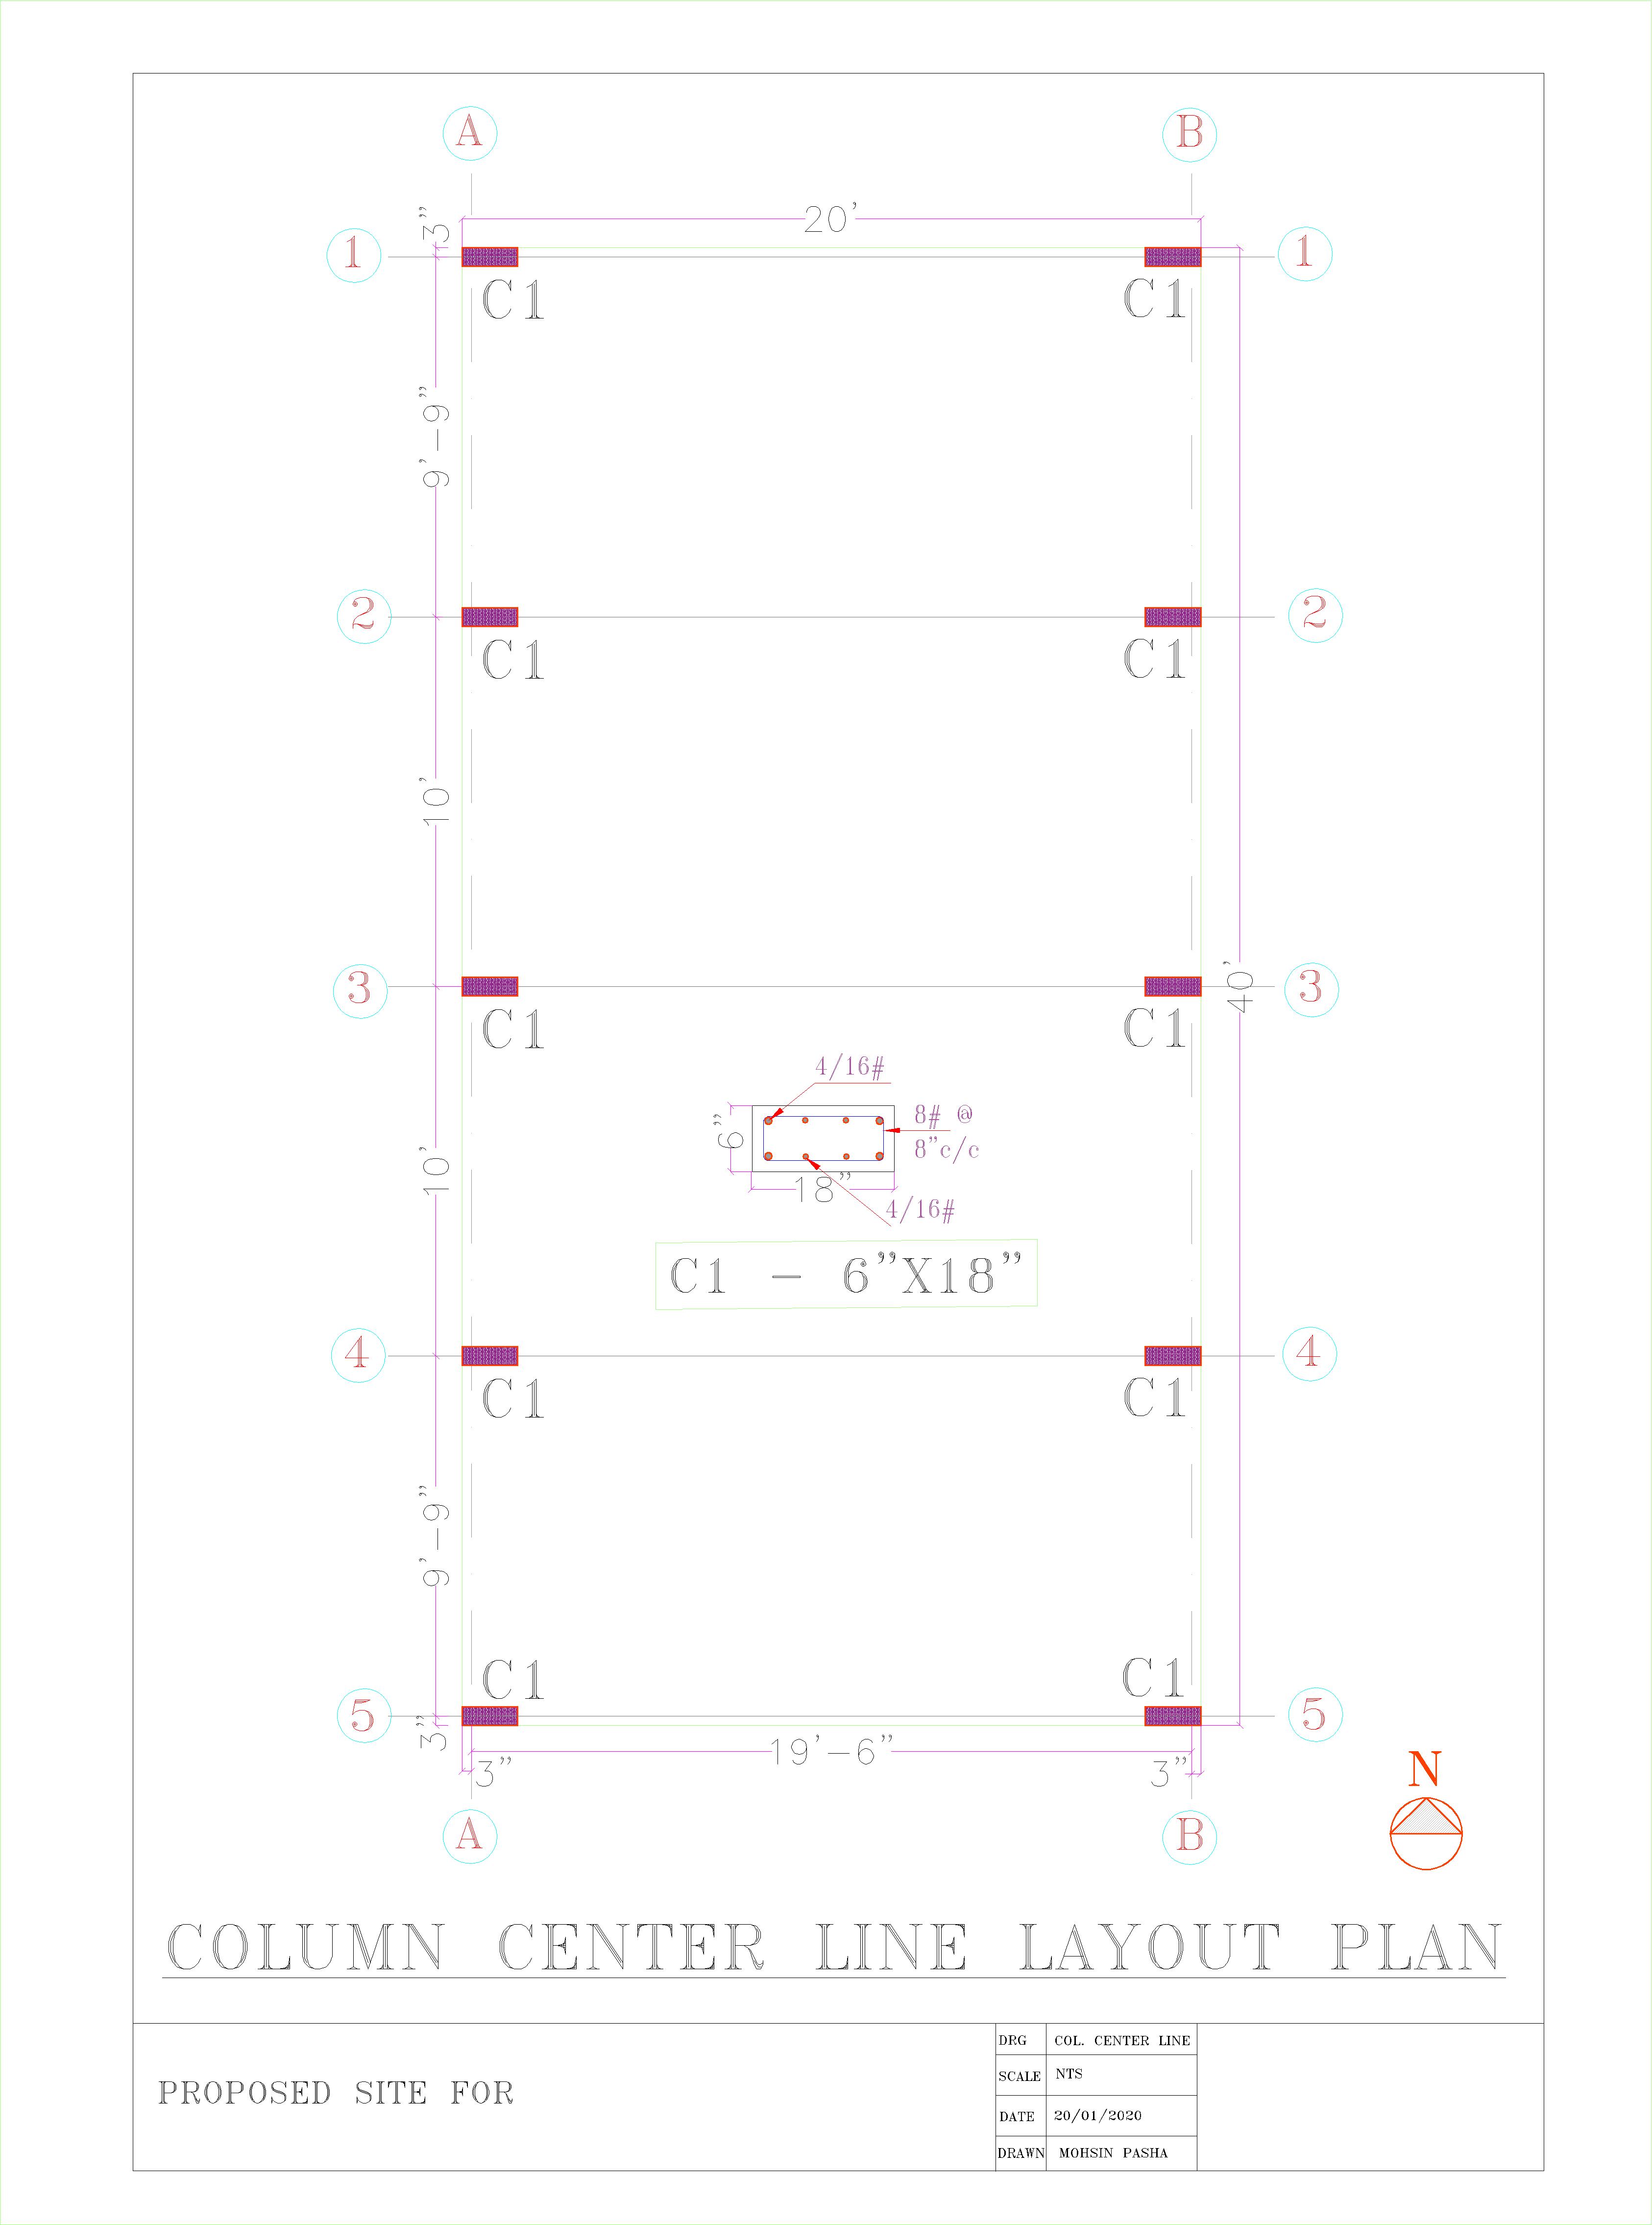 A B
20'
3"
1 1
C1 C1
9'-9"
2 2
C1 C1
10'
3 3
C1 C1
40'
4/16#
8# @
8"c/c
6"
18"
4/16#
10'
C1 - 6"X18"
4 4
C1 C1
9'-9"
C1 C1
5 5
3"
19'-6"
3" 3"
N
A B
COLUMN CENTER LINE LAYOUT PLAN
PROPOSED SITE FOR
DRG COL. CENTER LINE
SCALE NTS
DATE 20/01/2020
DRAWN MOHSIN PASHA